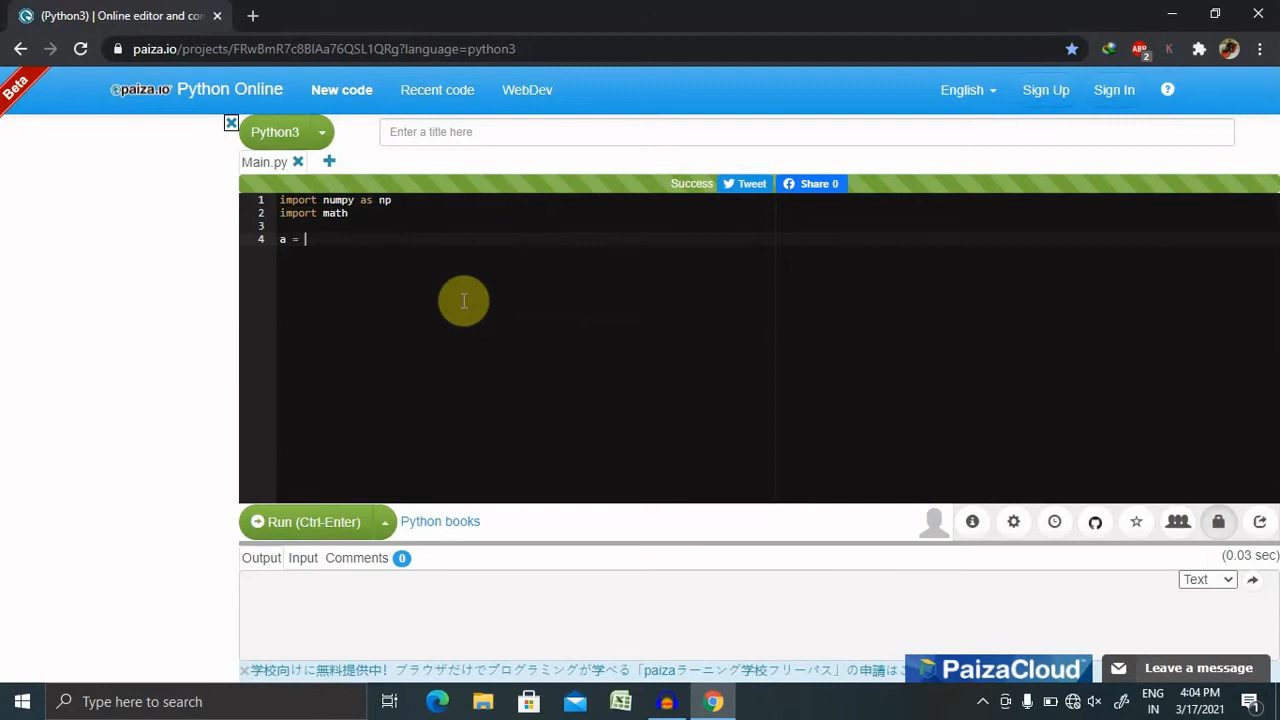 (Python3) | Online editor and con
paiza.io/projects/FRwBmR7c8BIAa76QSL1QRg?language=python3
ABP
2
K
Beta
paiza.io Python Online
New code
Recent code
WebDev
English
Sign Up
Sign In
Python3
Enter a title here
Main.py
Success
Tweet
Share 0
1 import numpy as np
2 import math
3
4 a =
Run (Ctrl-Enter)
Python books
Output
Input
Comments 0
(0.03 sec)
Text
学校向けに無料提供中! ブラウザだけでプログラミングが学べる「paizaラーニング学校フリーパス」の申請は
PaizaCloud
Leave a message
Type here to search
ENG
IN
4:04 PM
3/17/2021
1